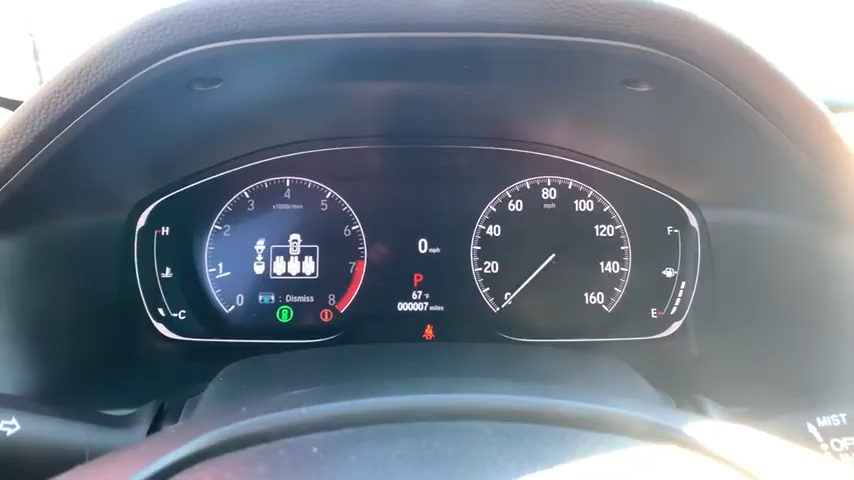 H
C
4
3 5
x1000r/min
2 6
1 7
0 8
: Dismiss
0 mph
P
67 °F
000007 miles
80
60 mph 100
40 120
20 140
0 160
F
E
MIST